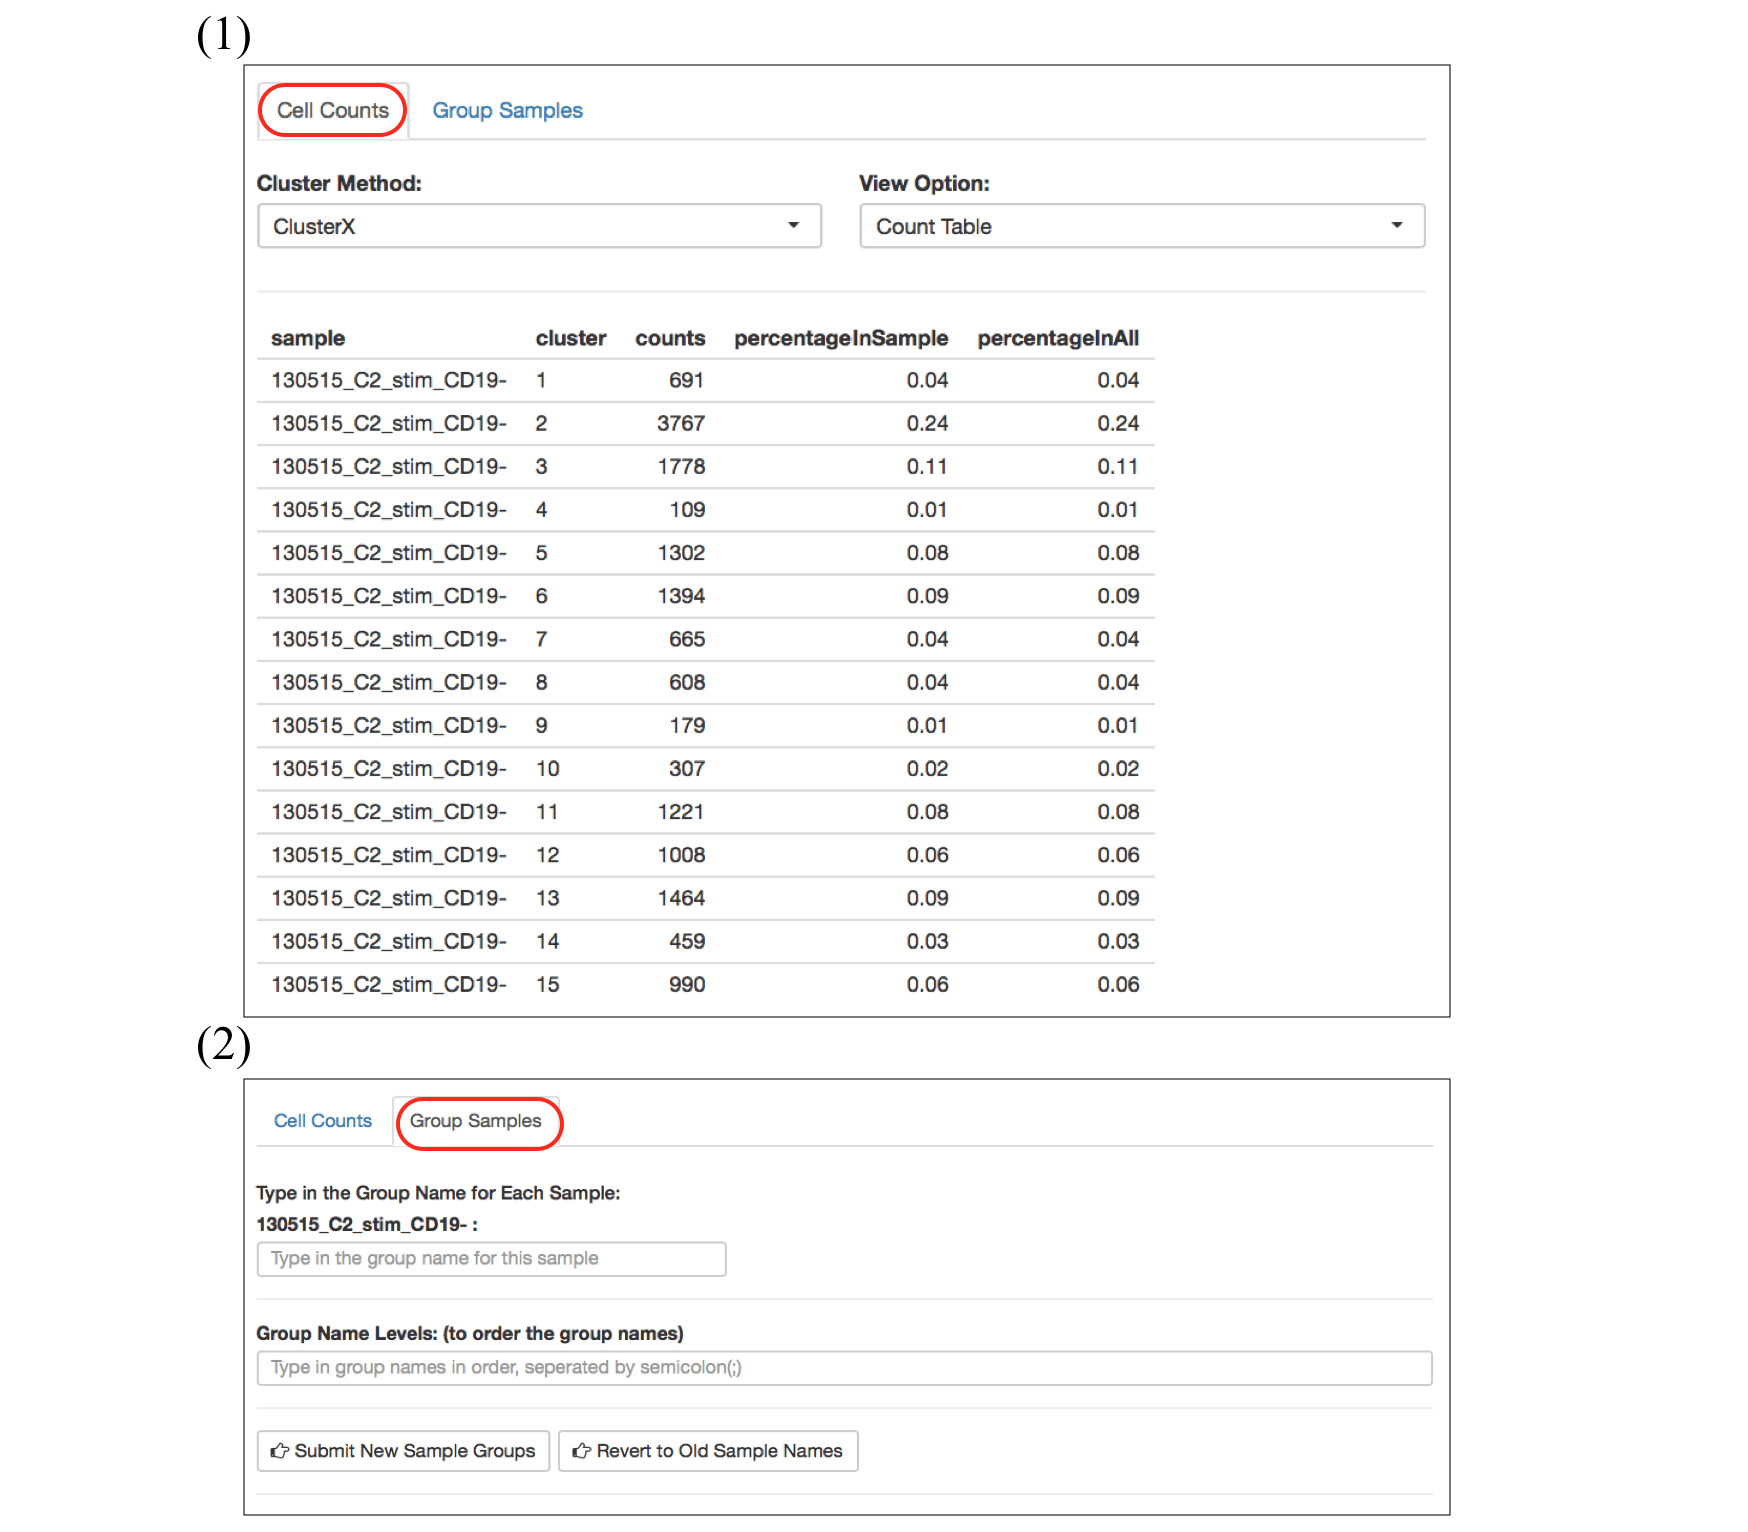 (1)
Cell Counts Group Samples
Cluster Method: View Option:
ClusterX Count Table
sample cluster counts percentageInSample percentageInAll
130515_C2_stim_CD19- 1 691 0.04 0.04
130515_C2_stim_CD19- 2 3767 0.24 0.24
130515_C2_stim_CD19- 3 1778 0.11 0.11
130515_C2_stim_CD19- 4 109 0.01 0.01
130515_C2_stim_CD19- 5 1302 0.08 0.08
130515_C2_stim_CD19- 6 1394 0.09 0.09
130515_C2_stim_CD19- 7 665 0.04 0.04
130515_C2_stim_CD19- 8 608 0.04 0.04
130515_C2_stim_CD19- 9 179 0.01 0.01
130515_C2_stim_CD19- 10 307 0.02 0.02
130515_C2_stim_CD19- 11 1221 0.08 0.08
130515_C2_stim_CD19- 12 1008 0.06 0.06
130515_C2_stim_CD19- 13 1464 0.09 0.09
130515_C2_stim_CD19- 14 459 0.03 0.03
130515_C2_stim_CD19- 15 990 0.06 0.06
(2)
Cell Counts Group Samples
Type in the Group Name for Each Sample:
130515_C2_stim_CD19- :
Type in the group name for this sample
Group Name Levels: (to order the group names)
Type in group names in order, seperated by semicolon(;)
Submit New Sample Groups Revert to Old Sample Names